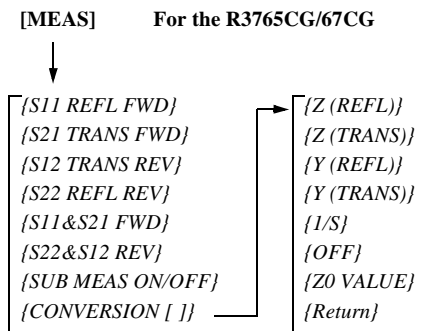 [MEAS] For the R3765CG/67CG
{S11 REFL FWD}
{S21 TRANS FWD}
{S12 TRANS REV}
{S22 REFL REV}
{S11&S21 FWD}
{S22&S12 REV}
{SUB MEAS ON/OFF}
{CONVERSION [ ]}
{Z (REFL)}
{Z (TRANS)}
{Y (REFL)}
{Y (TRANS)}
{1/S}
{OFF}
{Z0 VALUE}
{Return}